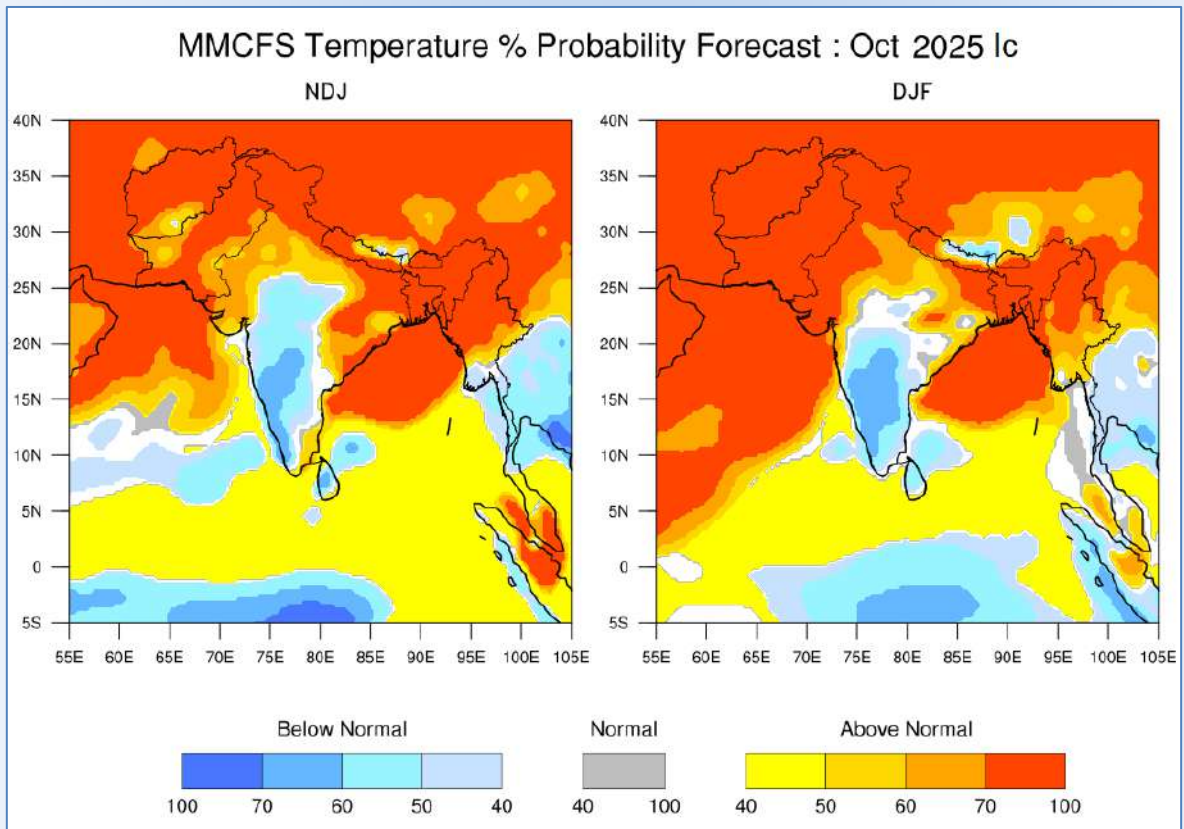 MMCFS Temperature % Probability Forecast : Oct 2025 Ic
NDJ
DJF
40N
35N
30N
25N
20N
15N
10N
5N
0
5S
55E 60E 65E 70E 75E 80E 85E 90E 95E 100E 105E
40N
35N
30N
25N
20N
15N
10N
5N
0
5S
55E 60E 65E 70E 75E 80E 85E 90E 95E 100E 105E
Below Normal
100 70 60 50 40
Normal
40 100
Above Normal
40 50 60 70 100